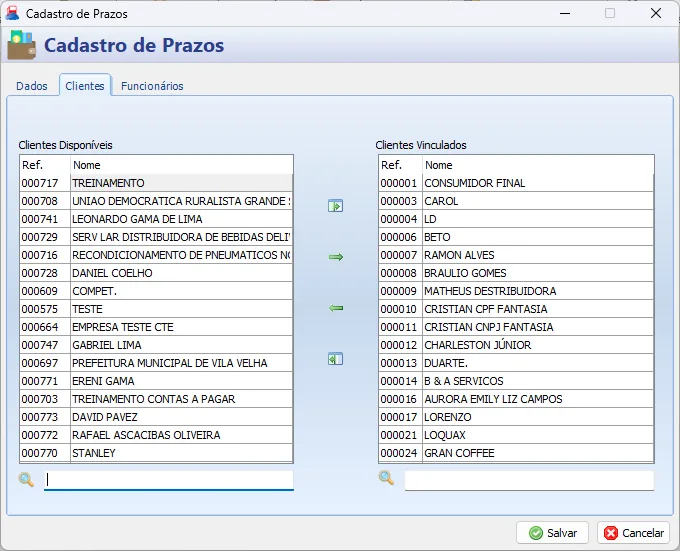 Cadastro de Prazos
Cadastro de Prazos
Dados Clientes Funcionários
Clientes Disponíveis
Ref. Nome
000717 TREINAMENTO
000708 UNIAO DEMOCRATICA RURALISTA GRANDE
000741 LEONARDO GAMA DE LIMA
000729 SERV LAR DISTRIBUIDORA DE BEBIDAS DELI
000716 RECONDICIONAMENTO DE PNEUMATICOS
000728 DANIEL COELHO
000609 COMPET.
000575 TESTE
000664 EMPRESA TESTE CTE
000747 GABRIEL LIMA
000697 PREFEITURA MUNICIPAL DE VILA VELHA
000771 ERENI GAMA
000703 TREINAMENTO CONTAS A PAGAR
000773 DAVID PAVEZ
000772 RAFAEL ASCACIBAS OLIVEIRA
000770 STANLEY
Clientes Vinculados
Ref. Nome
000001 CONSUMIDOR FINAL
000003 CAROL
000004 LD
000006 BETO
000007 RAMON ALVES
000008 BRAULIO GOMES
000009 MATHEUS DESTRIBUIDORA
000010 CRISTIAN CPF FANTASIA
000011 CRISTIAN CNPJ FANTASIA
000012 CHARLESTON JÚNIOR
000013 DUARTE.
000014 B & A SERVICOS
000016 AURORA EMILY LIZ CAMPOS
000017 LORENZO
000021 LOQUAX
000024 GRAN COFFEE
Salvar Cancelar